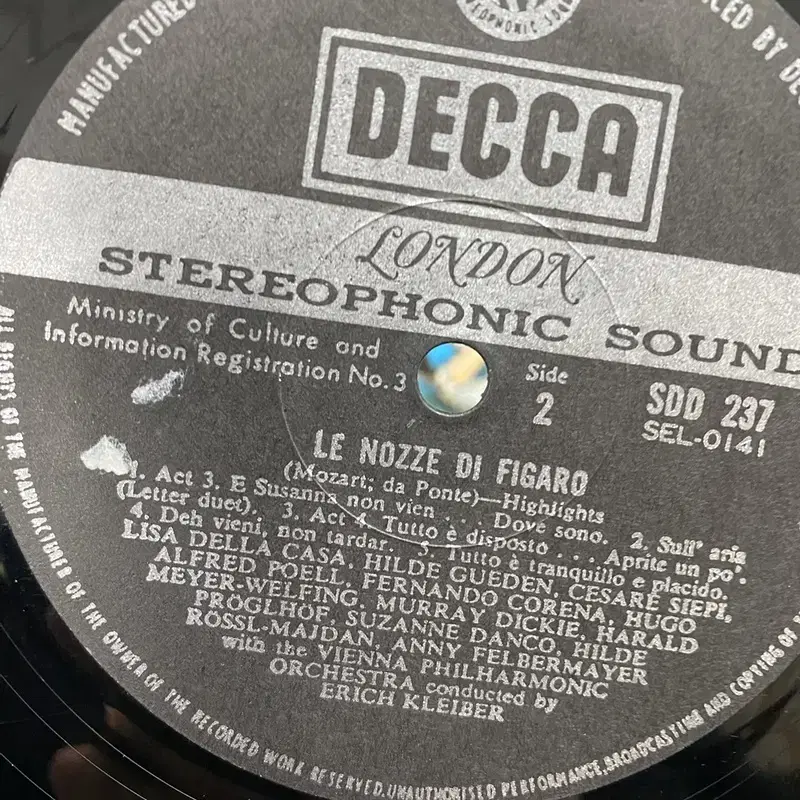 MANUFACTURED
CED BY DEC
DECCA
LONDON
STEREOPHONIC SOUND
Ministry of Culture and
Information Registration No.3
Side
2
SDD 237
SEL-0141
LE NOZZE DI FIGARO
(Mozart; da Ponte)—Highlights
1. Act 3. E Susanna non vien . . . Dove sono. 2. Sull' aria
(Letter duet). 3. Act 4. Tutto è disposto . . . Aprite un po'.
4. Deh vieni, non tardar. 5. Tutto è tranquillo e placido.
LISA DELLA CASA, HILDE GUEDEN, CESARE SIEPI,
ALFRED POELL, FERNANDO CORENA, HUGO
MEYER-WELFING, MURRAY DICKIE, HARALD
PRÖGLHÖF, SUZANNE DANCO, HILDE
RÖSSL-MAJDAN, ANNY FELBERMAYER
with the VIENNA PHILHARMONIC
ORCHESTRA conducted by
ERICH KLEIBER
ALL RIGHTS OF THE MANUFACTURER AND OF THE OWNER OF THE RECORDED WORK RESERVED. UNAUTHORISED PERFORMANCE, BROADCASTING AND COPYING OF